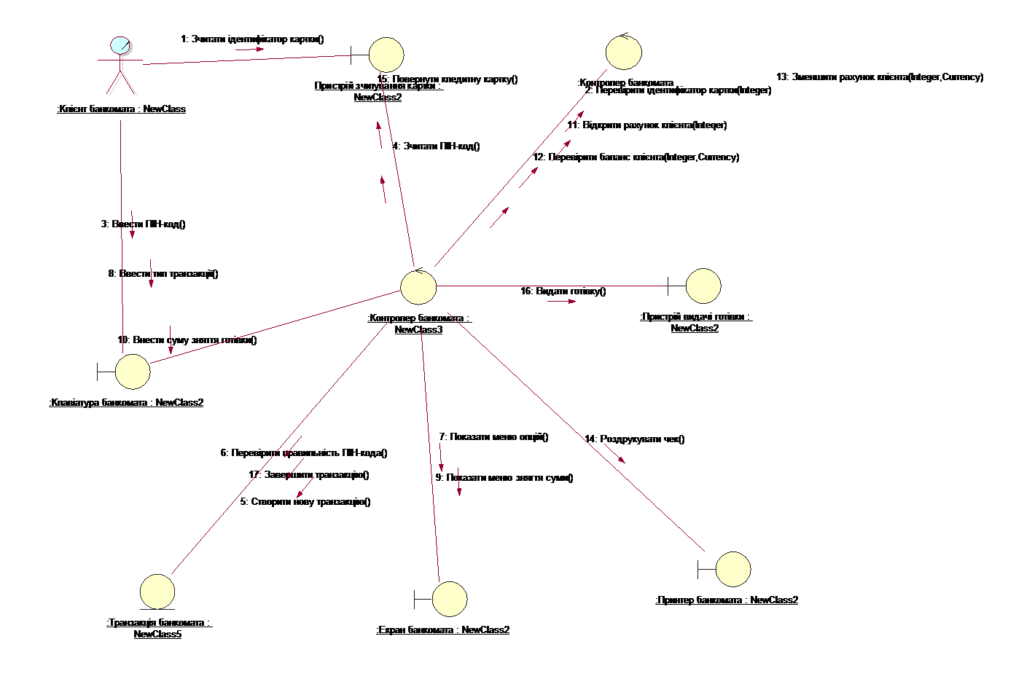 1: Зчитати ідентифікатор картки()
15: Повернути кредитну картку()
:Пристрій зчитування картки :
NewClass2
:Контролер банкомата
13: Зменшити рахунок клієнта(Integer,Currency)
2: Перевірити ідентифікатор картки(Integer)
:Клієнт банкомата : NewClass
11: Відкрити рахунок клієнта(Integer)
4: Зчитати ПІН-код()
12: Перевірити баланс клієнта(Integer,Currency)
3: Ввести ПІН-код()
8: Ввести тип транзакції()
16: Видати готівку()
:Контролер банкомата :
NewClass3
:Пристрій видачі готівки :
NewClass2
10: Ввести суму зняття готівки()
:Клавіатура банкомата : NewClass2
7: Показати меню опцій()
14: Роздрукувати чек()
6: Перевірити правильність ПІН-кода()
17: Завершити транзакцію()
9: Показати меню зняття суми()
5: Створити нову транзакцію()
:Принтер банкомата : NewClass2
:Транзакція банкомата :
NewClass5
:Екран банкомата : NewClass2